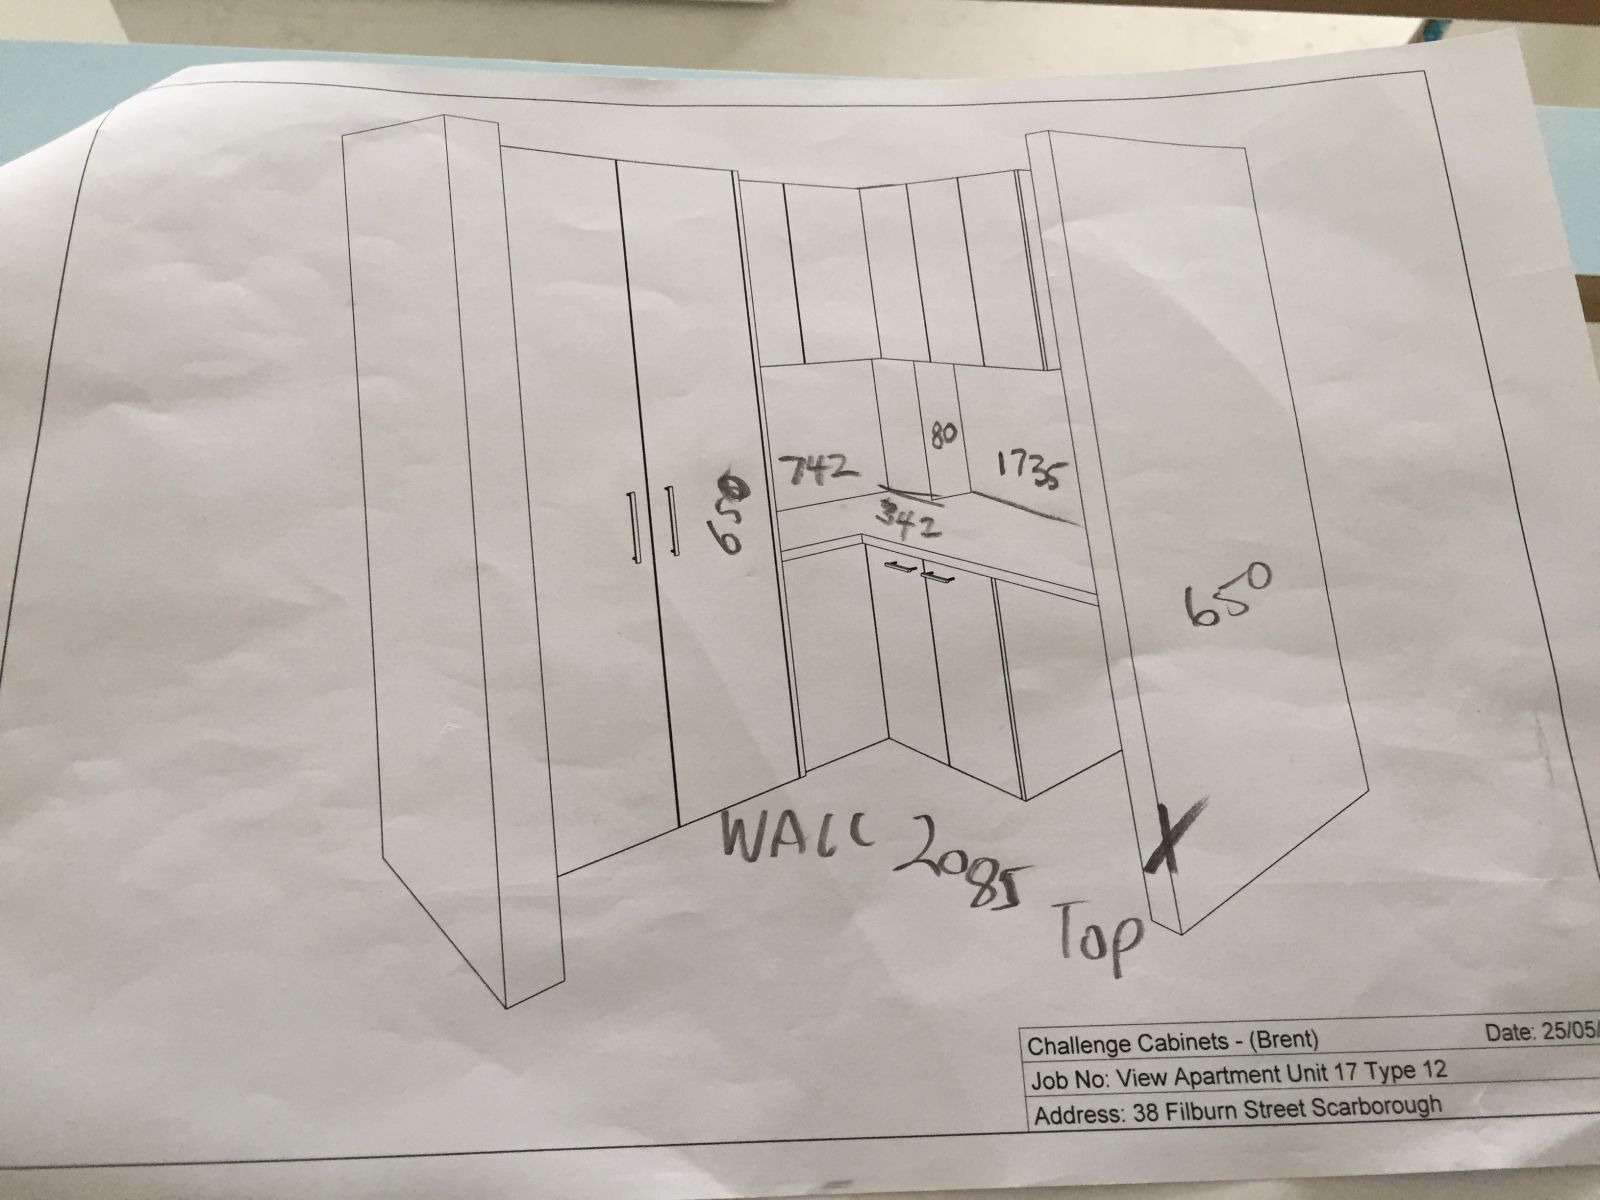 80
742
1735
650
342
650
WALL 2085
Top
X
Challenge Cabinets - (Brent) Date: 25/05/
Job No: View Apartment Unit 17 Type 12
Address: 38 Filburn Street Scarborough